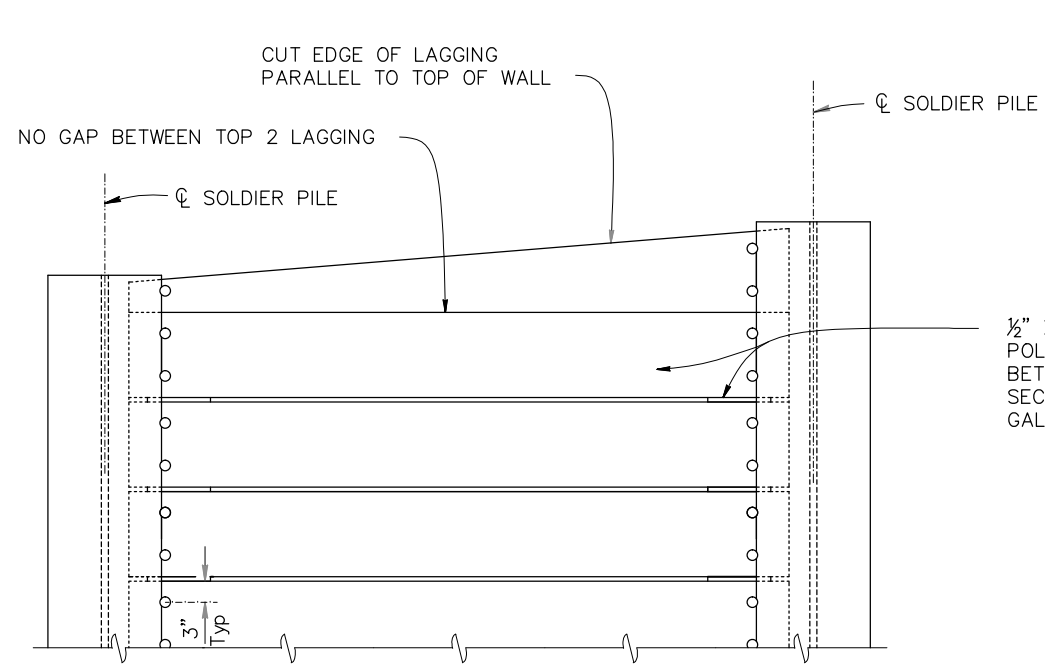 CUT EDGE OF LAGGING
PARALLEL TO TOP OF WALL
℄ SOLDIER PILE
NO GAP BETWEEN TOP 2 LAGGING
℄ SOLDIER PILE
½"
POL
BET
SEC
GAL
3"
Typ